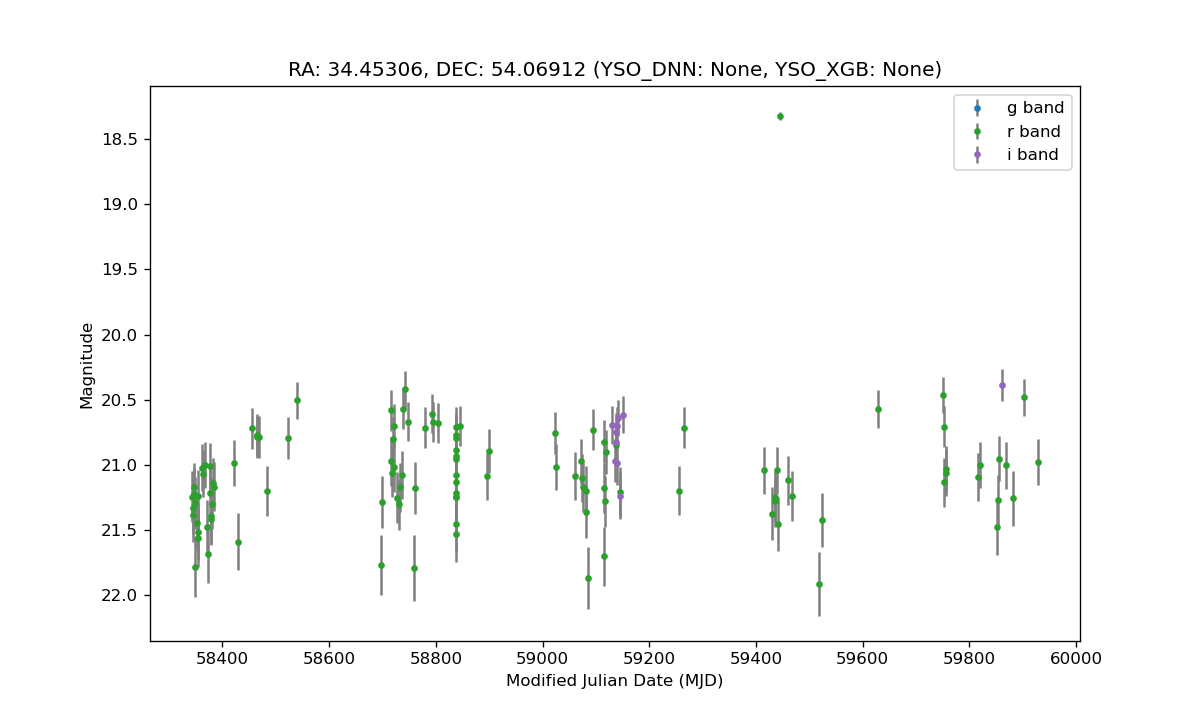 RA: 34.45306, DEC: 54.06912 (YSO_DNN: None, YSO_XGB: None)
g band
r band
i band
18.5
19.0
19.5
20.0
20.5
21.0
21.5
22.0
Magnitude
58400 58600 58800 59000 59200 59400 59600 59800 60000
Modified Julian Date (MJD)